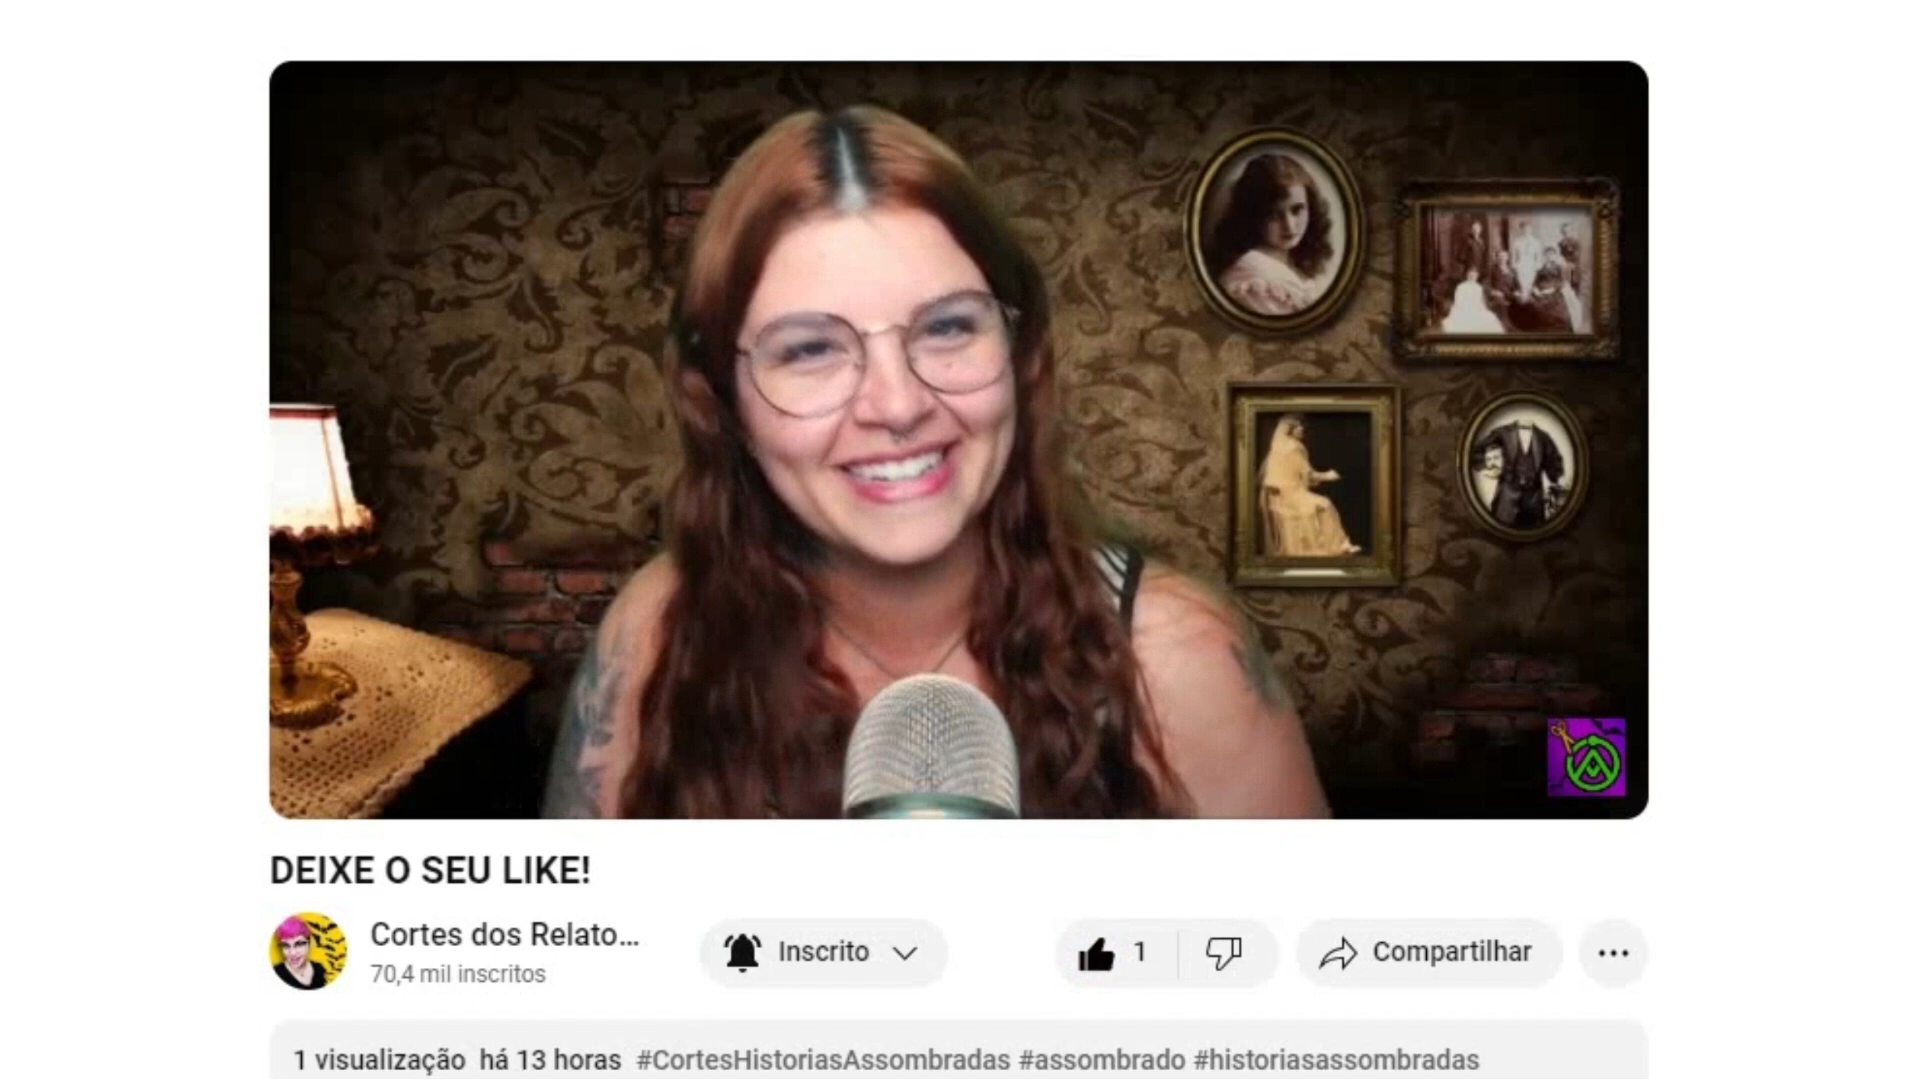 DEIXE O SEU LIKE!
Cortes dos Relato...
70,4 mil inscritos
Inscrito
1
Compartilhar
1 visualização há 13 horas #CortesHistoriasAssombradas #assombrado #historiasassombradas